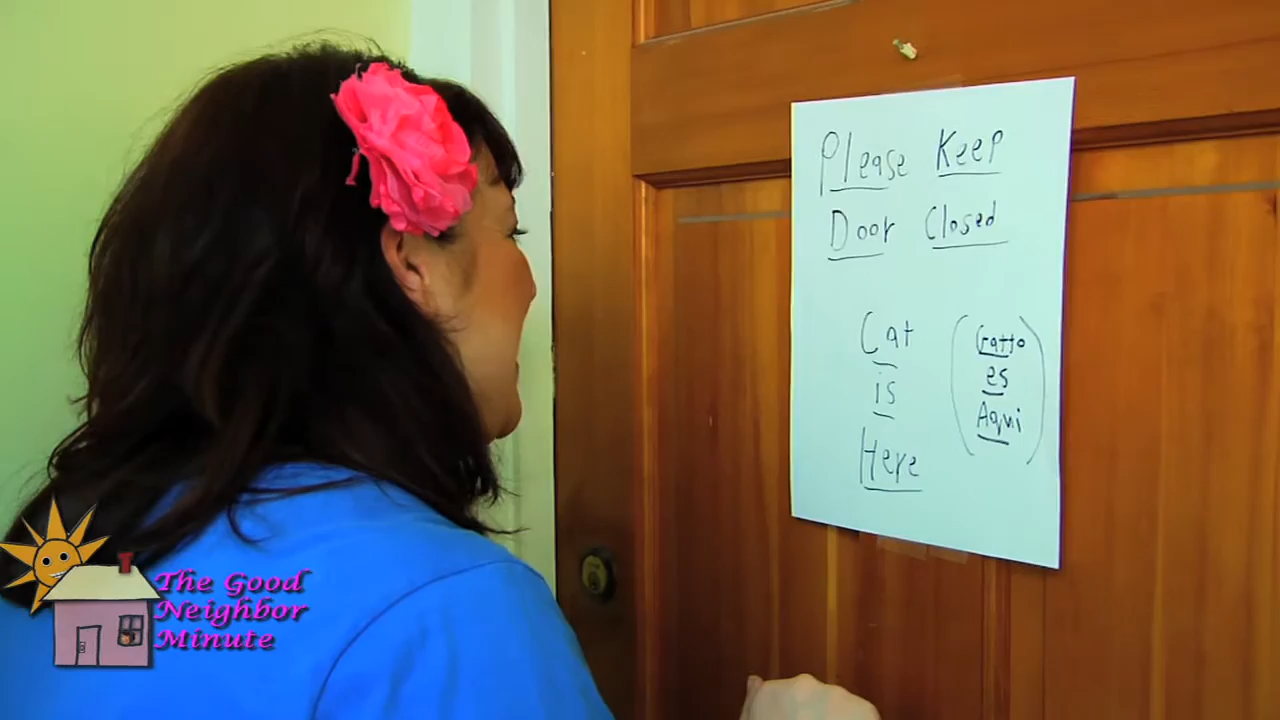 Please Keep
Door Closed
Cat
is
Here
(Gatto
es
Aqui)
The Good
Neighbor
Minute